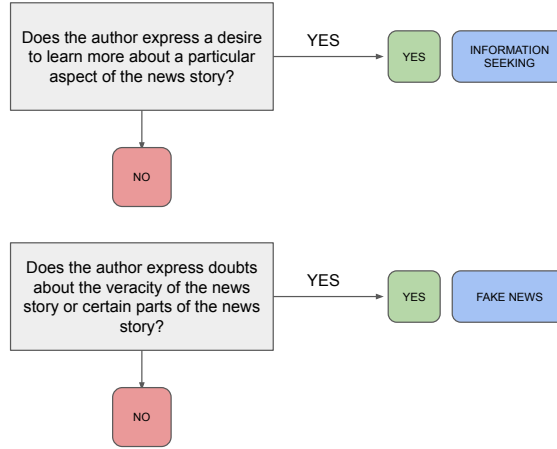 Does the author express a desire
to learn more about a particular
aspect of the news story?
YES
YES
INFORMATION
SEEKING
NO
Does the author express doubts
about the veracity of the news
story or certain parts of the news
story?
YES
YES
FAKE NEWS
NO